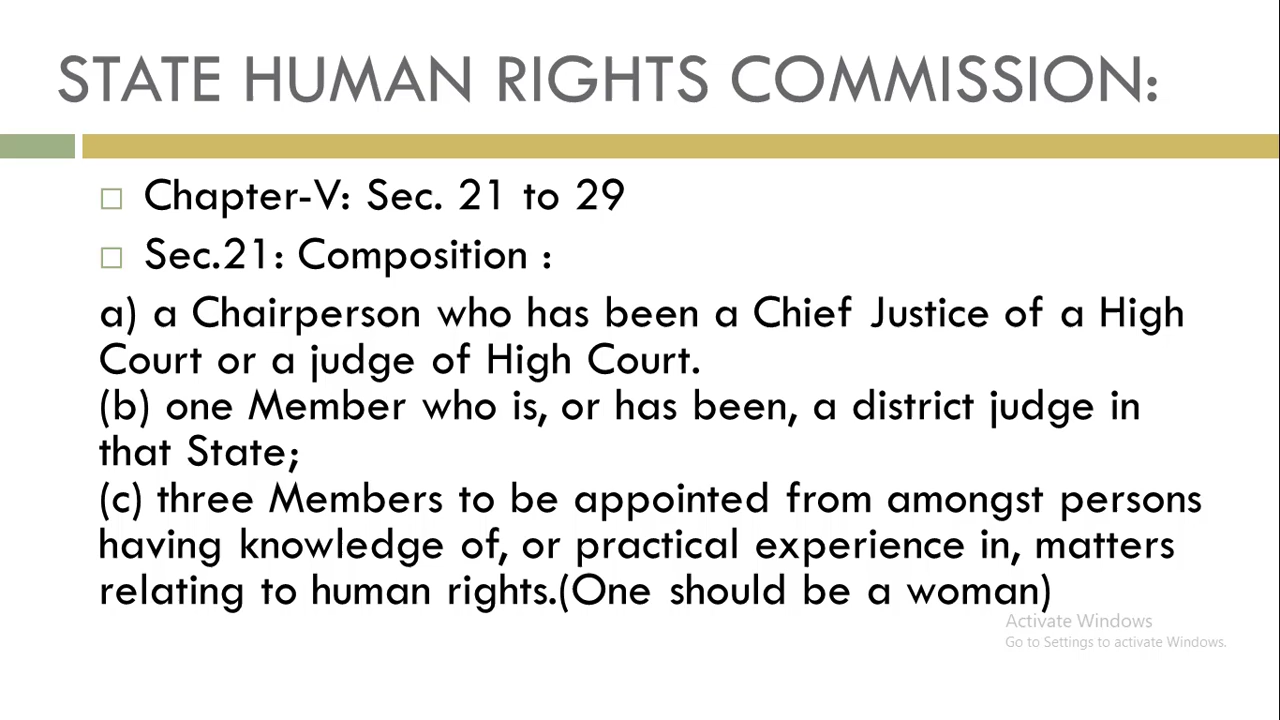 STATE HUMAN RIGHTS COMMISSION:
Chapter-V: Sec. 21 to 29
Sec.21: Composition :
a) a Chairperson who has been a Chief Justice of a High
Court or a judge of High Court.
(b) one Member who is, or has been, a district judge in
that State;
(c) three Members to be appointed from amongst persons
having knowledge of, or practical experience in, matters
relating to human rights.(One should be a woman)
Activate Windows
Go to Settings to activate Windows.